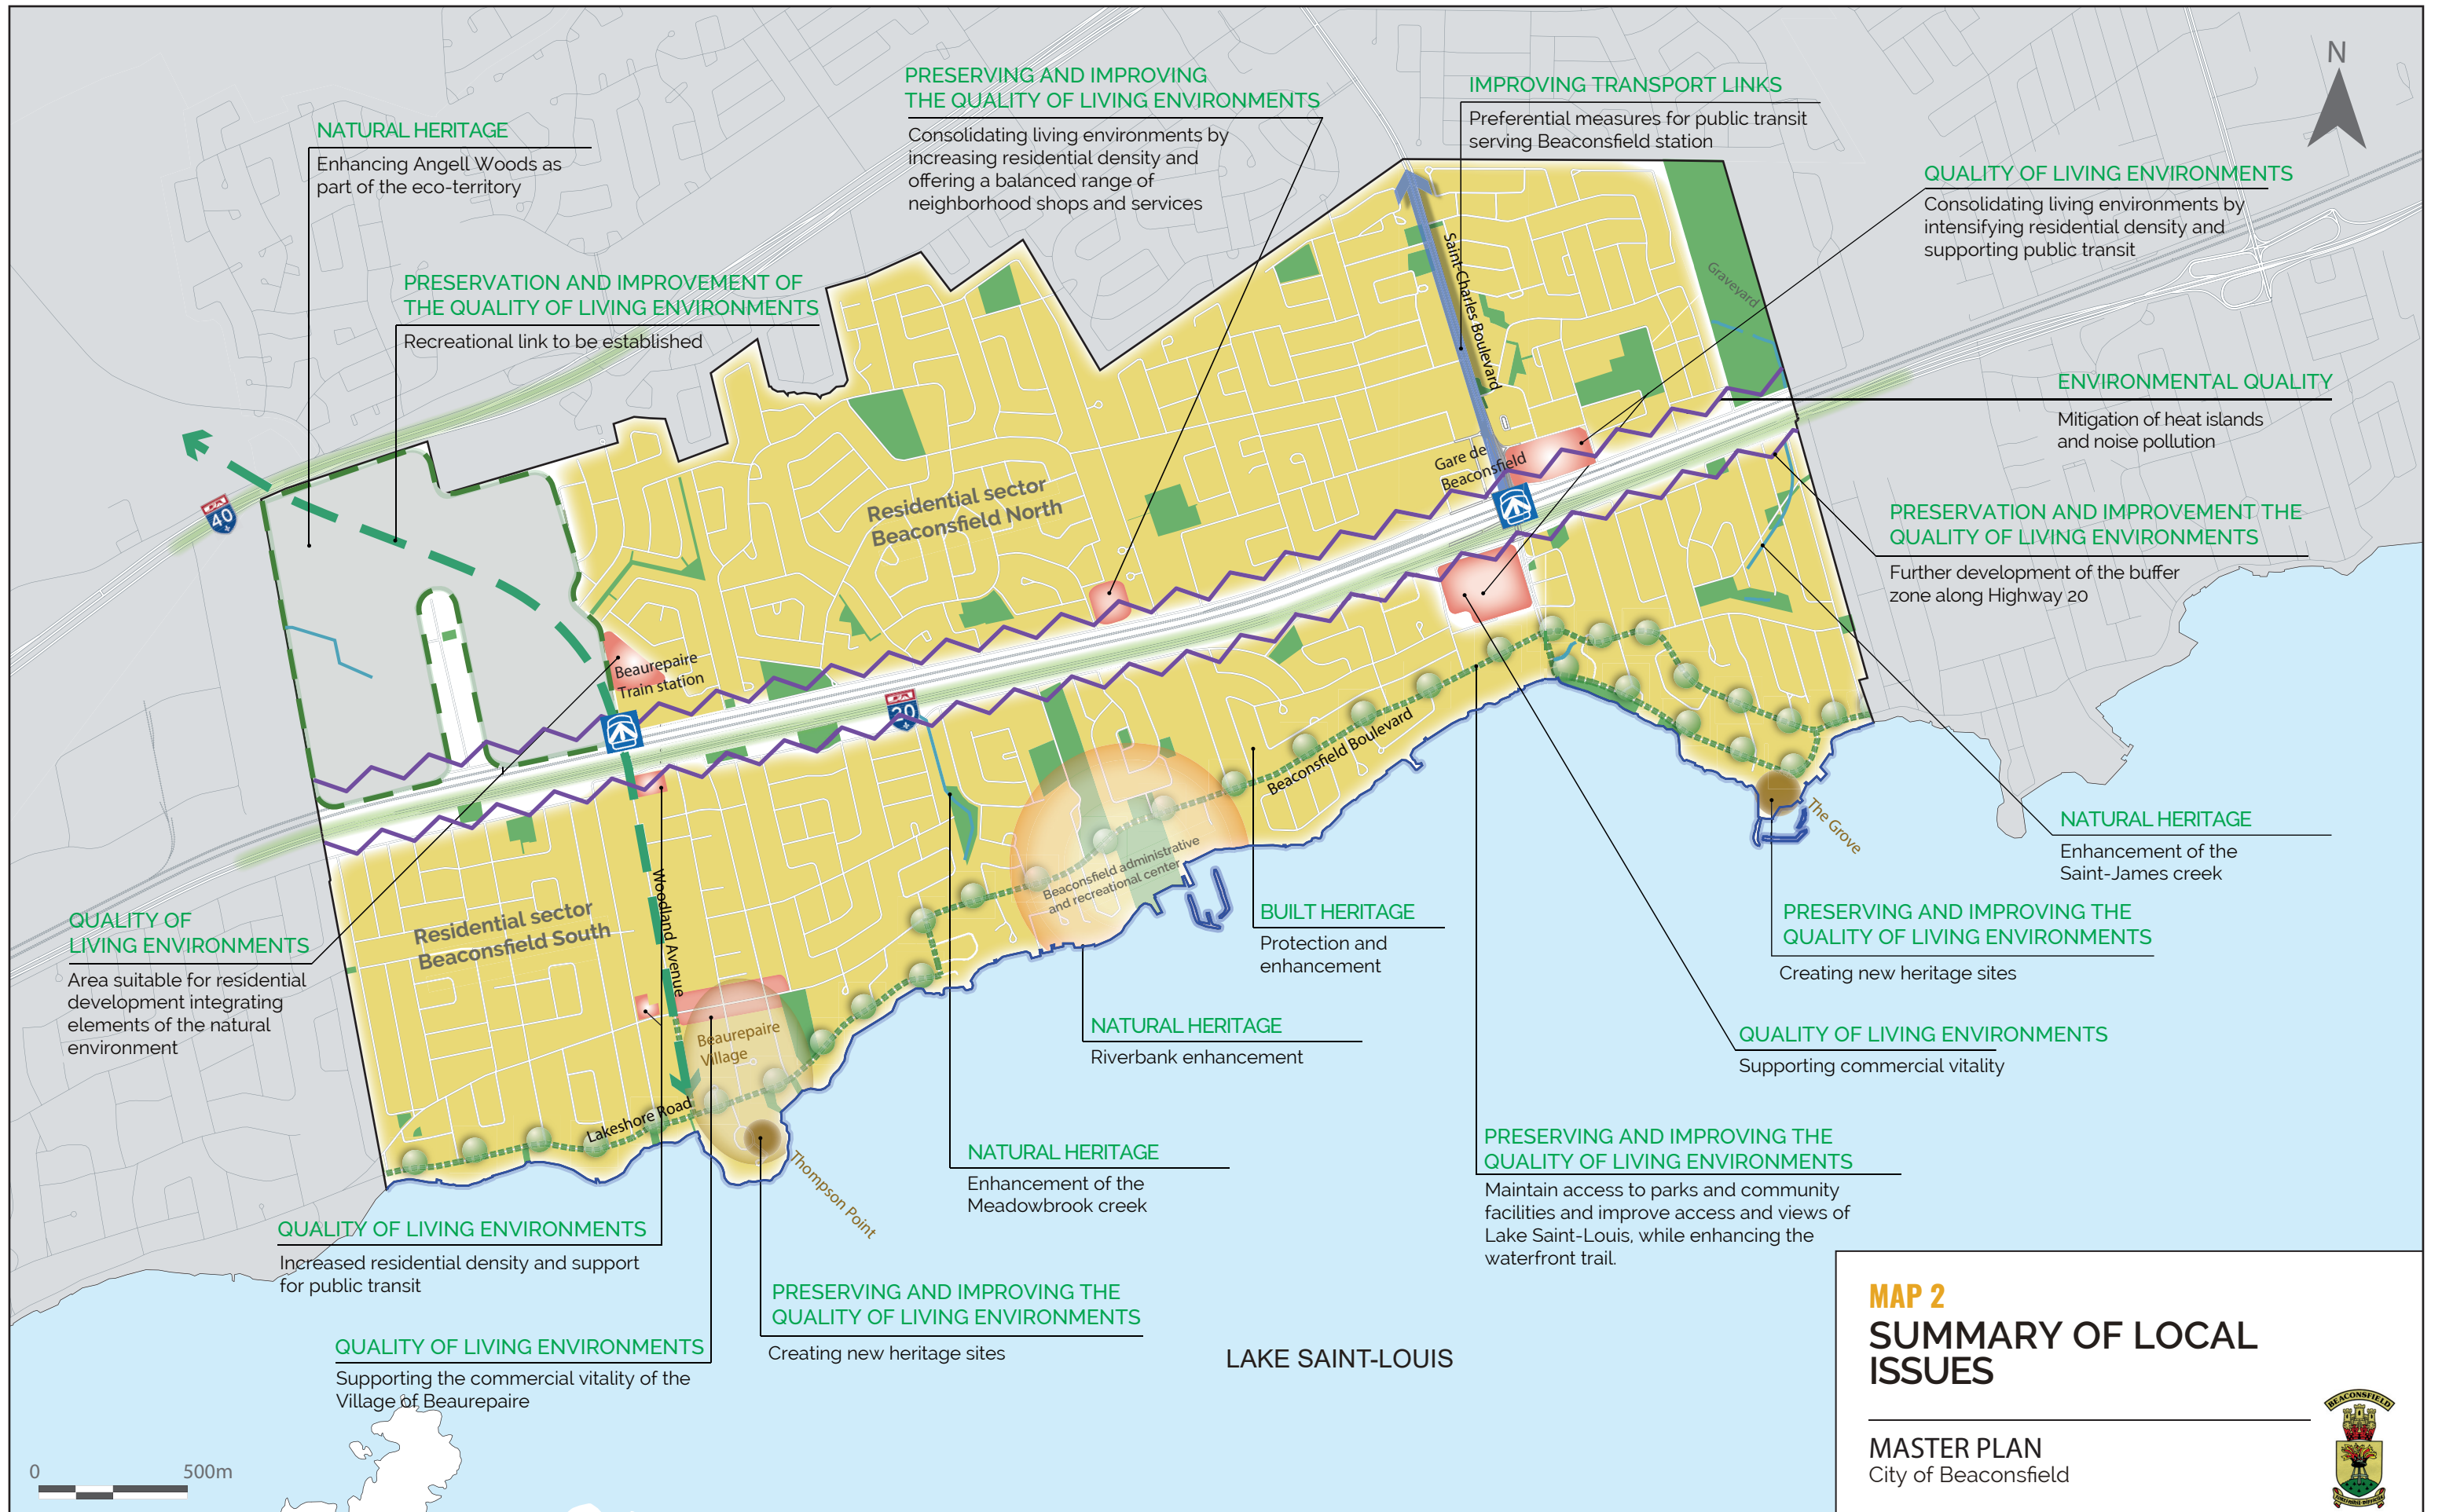 N
PRESERVING AND IMPROVING
THE QUALITY OF LIVING ENVIRONMENTS
Consolidating living environments by
increasing residential density and
offering a balanced range of
neighborhood shops and services
IMPROVING TRANSPORT LINKS
Preferential measures for public transit
serving Beaconsfield station
NATURAL HERITAGE
Enhancing Angell Woods as
part of the eco-territory
QUALITY OF LIVING ENVIRONMENTS
Consolidating living environments by
intensifying residential density and
supporting public transit
PRESERVATION AND IMPROVEMENT OF
THE QUALITY OF LIVING ENVIRONMENTS
Recreational link to be established
Saint-Charles Boulevard
Graveyard
ENVIRONMENTAL QUALITY
Mitigation of heat islands
and noise pollution
Gare de
Beaconsfield
40
Residential sector
Beaconsfield North
PRESERVATION AND IMPROVEMENT THE
QUALITY OF LIVING ENVIRONMENTS
Further development of the buffer
zone along Highway 20
Beaurepaire
Train station
20
Beaconsfield Boulevard
The Grove
NATURAL HERITAGE
Enhancement of the
Saint-James creek
Beaconsfield administrative
and recreational center
Woodland Avenue
QUALITY OF
LIVING ENVIRONMENTS
Area suitable for residential
development integrating
elements of the natural
environment
Residential sector
Beaconsfield South
BUILT HERITAGE
Protection and
enhancement
PRESERVING AND IMPROVING THE
QUALITY OF LIVING ENVIRONMENTS
Creating new heritage sites
NATURAL HERITAGE
Riverbank enhancement
QUALITY OF LIVING ENVIRONMENTS
Supporting commercial vitality
Beaurepaire
Village
Lakeshore Road
Thompson Point
NATURAL HERITAGE
Enhancement of the
Meadowbrook creek
PRESERVING AND IMPROVING THE
QUALITY OF LIVING ENVIRONMENTS
Maintain access to parks and community
facilities and improve access and views of
Lake Saint-Louis, while enhancing the
waterfront trail.
QUALITY OF LIVING ENVIRONMENTS
Increased residential density and support
for public transit
PRESERVING AND IMPROVING THE
QUALITY OF LIVING ENVIRONMENTS
Creating new heritage sites
QUALITY OF LIVING ENVIRONMENTS
Supporting the commercial vitality of the
Village of Beaurepaire
LAKE SAINT-LOUIS
0 500m
MAP 2
SUMMARY OF LOCAL
ISSUES
MASTER PLAN
City of Beaconsfield
BEACONSFIELD